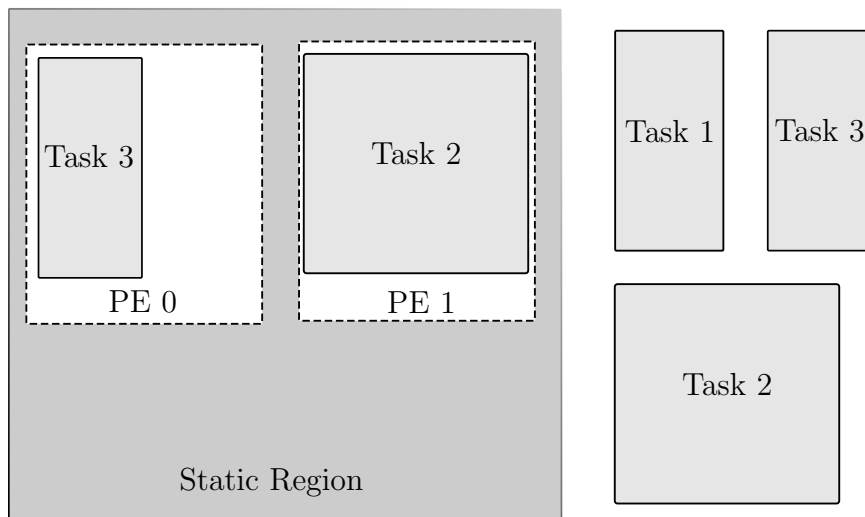 Task 3
Task 2
PE 0
PE 1
Static Region
Task 1
Task 3
Task 2